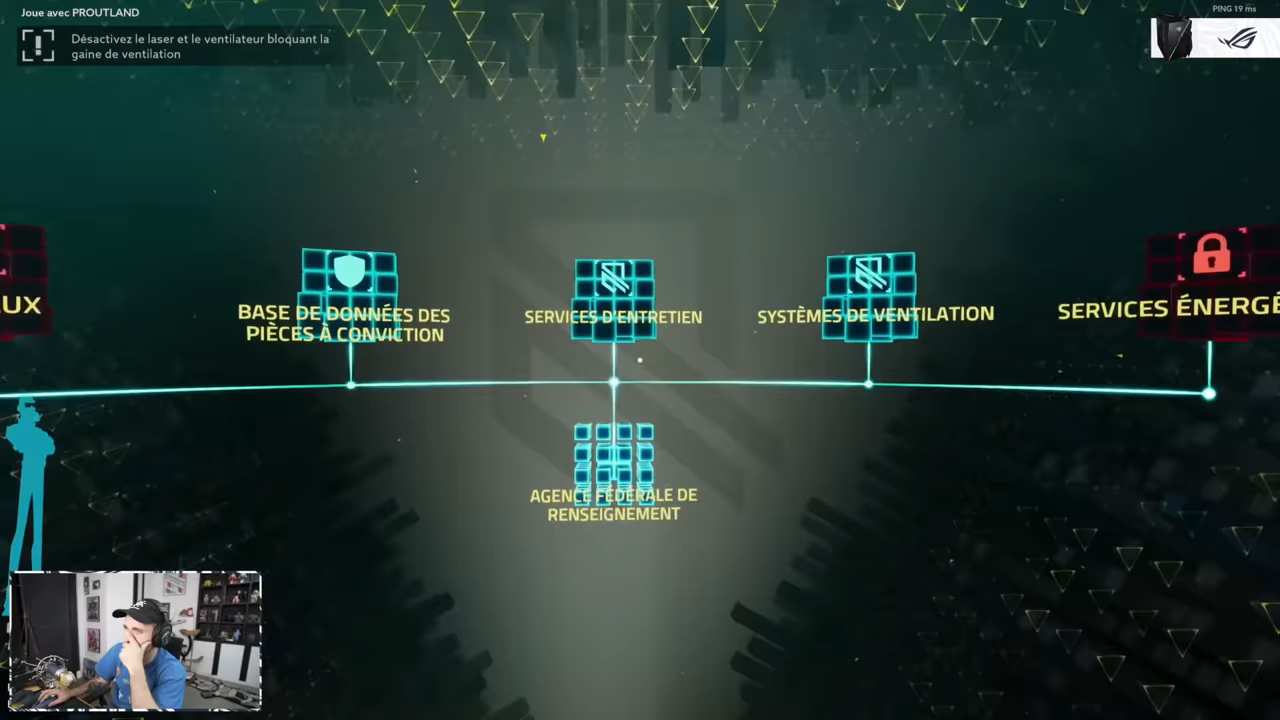 Joue avec PROUTLAND
PING 19 ms
Désactivez le laser et le ventilateur bloquant la
gaine de ventilation
UX
BASE DE DONNÉES DES
PIÈCES À CONVICTION
SERVICES D'ENTRETIEN
SYSTÈMES DE VENTILATION
SERVICES ÉNERGÉ
AGENCE FÉDÉRALE DE
RENSEIGNEMENT